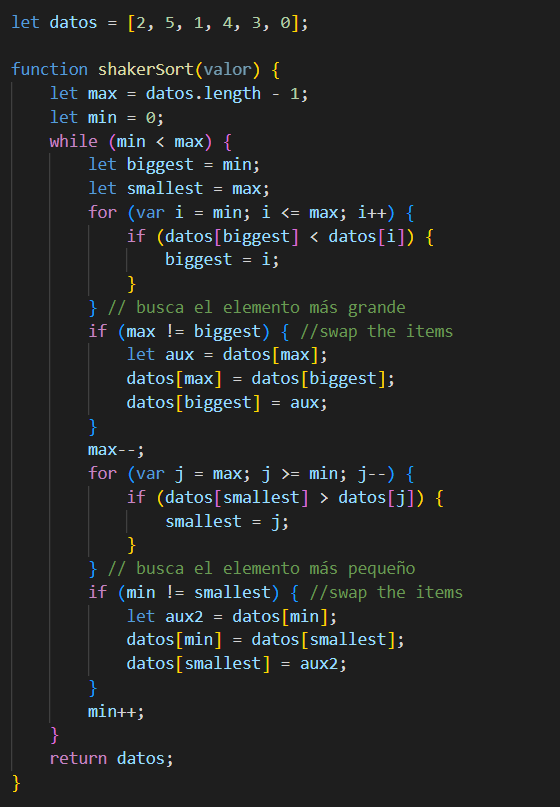 let datos = [2, 5, 1, 4, 3, 0];

function shakerSort(valor) {
    let max = datos.length - 1;
    let min = 0;
    while (min < max) {
        let biggest = min;
        let smallest = max;
        for (var i = min; i <= max; i++) {
            if (datos[biggest] < datos[i]) {
                biggest = i;
            }
        } // busca el elemento más grande
        if (max != biggest) { //swap the items
            let aux = datos[max];
            datos[max] = datos[biggest];
            datos[biggest] = aux;
        }
        max--;
        for (var j = max; j >= min; j--) {
            if (datos[smallest] > datos[j]) {
                smallest = j;
            }
        } // busca el elemento más pequeño
        if (min != smallest) { //swap the items
            let aux2 = datos[min];
            datos[min] = datos[smallest];
            datos[smallest] = aux2;
        }
        min++;
    }
    return datos;
}